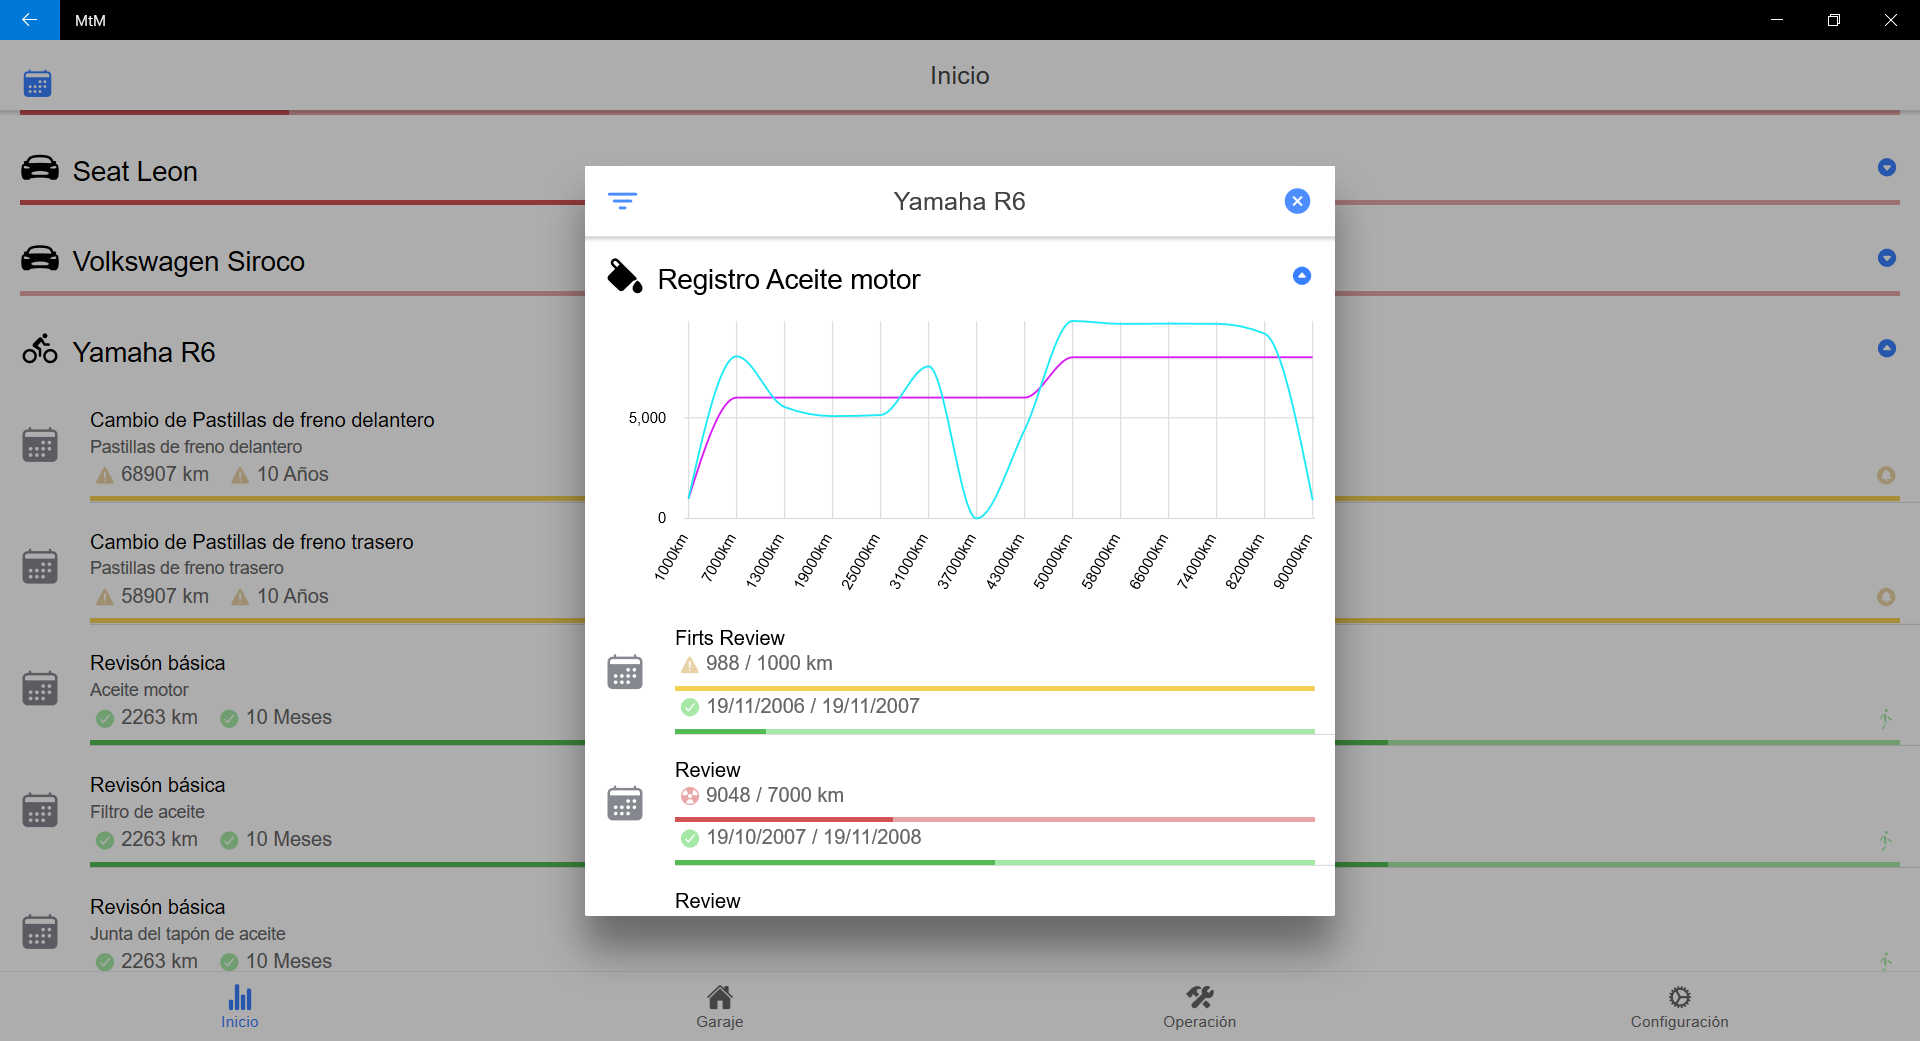 MtM
Inicio
Seat Leon
Volkswagen Siroco
Yamaha R6
Cambio de Pastillas de freno delantero
Pastillas de freno delantero
68907 km 10 Años
Cambio de Pastillas de freno trasero
Pastillas de freno trasero
58907 km 10 Años
Revisón básica
Aceite motor
2263 km 10 Meses
Revisón básica
Filtro de aceite
2263 km 10 Meses
Revisón básica
Junta del tapón de aceite
2263 km 10 Meses
Yamaha R6
Registro Aceite motor
5,000
0
1000km 7000km 13000km 19000km 25000km 31000km 37000km 43000km 50000km 58000km 66000km 74000km 82000km 90000km
Firts Review
988 / 1000 km
19/11/2006 / 19/11/2007
Review
9048 / 7000 km
19/10/2007 / 19/11/2008
Review
Inicio Garaje Operación Configuración